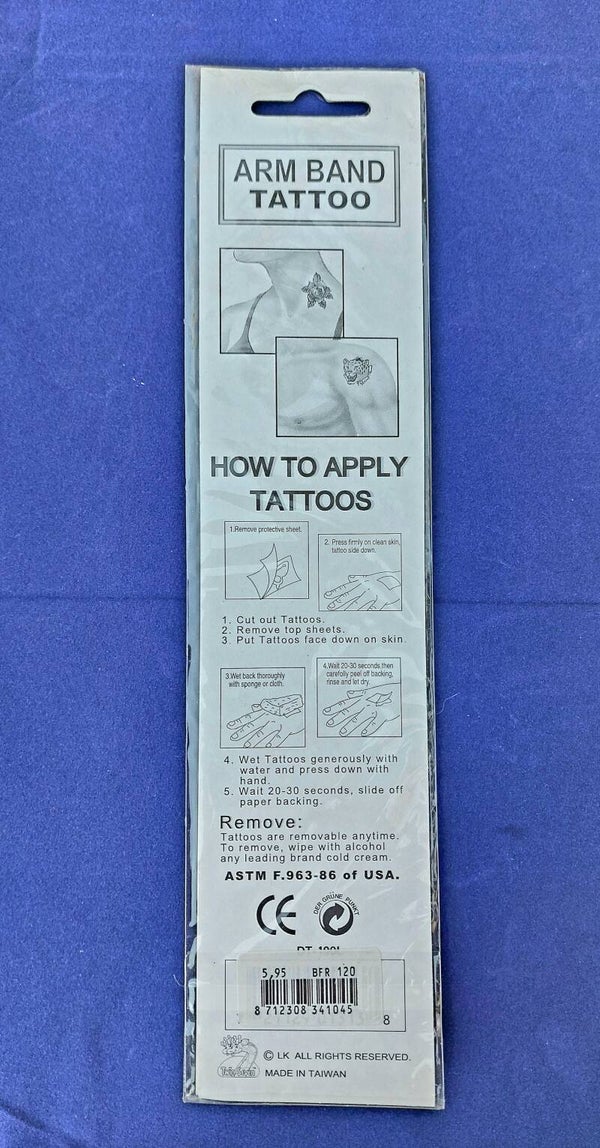 ARM BAND
TATTOO
HOW TO APPLY
TATTOOS
1.Remove protective sheet.
2. Press firmly on clean skin,
tattoo side down.
1. Cut out Tattoos.
2. Remove top sheets.
3. Put Tattoos face down on skin.
3.Wet back thoroughly
with sponge or cloth.
4.Wait 20-30 seconds,then
carefolly peel off backing,
rinse and let dry.
4. Wet Tattoos generously with
water and press down with
hand.
5. Wait 20-30 seconds, slide off
paper backing.
Remove:
Tattoos are removable anytime.
To remove, wipe with alcohol
any leading brand cold cream.
ASTM F.963-86 of USA.
CE
DER GRÜNE PUNKT
5,95 BFR 120
8 712308 341045
8
© LK ALL RIGHTS RESERVED.
MADE IN TAIWAN